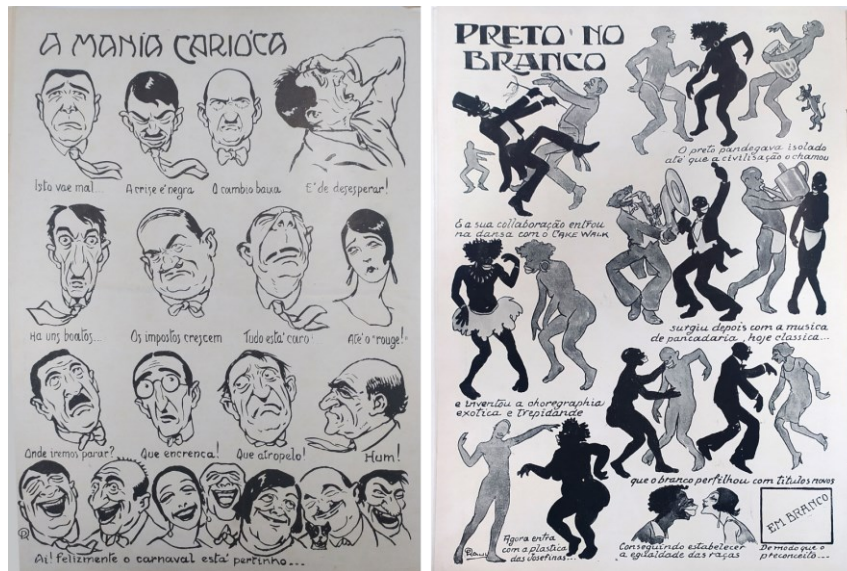 A MANIA CARIÓCA
Isto vae mal...
A crise é negra
O cambio baixa
E' de desesperar!
Ha uns boatos...
Os impostos crescem
Tudo está caro
Até o "rouge!"
Onde iremos parar?
Que encrenca!
Que atropelo!
Hum!
Ai! felizmente o carnaval está pertinho...
PRETO NO
BRANCO
O preto pandegava isolado
até que a civilisação o chamou
E a sua collaboração entrou
na dansa com o CAKE WALK
surgiu depois com a musica
de pancadaria, hoje classica...
e inventou a choregraphia
exotica e trepidande
que o branco perfilhou com titulos novos
Agora entra
com a plastica
das Josefinas...
Conseguindo estabelecer
a egualdade das raças
De modo que o
preconceito...
EM BRANCO